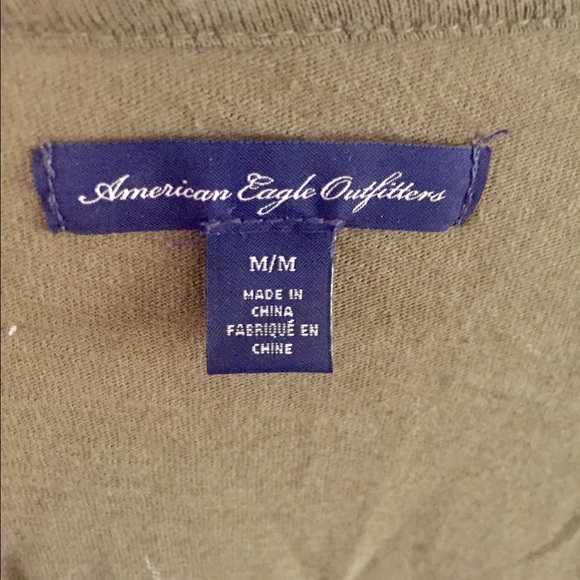 American Eagle Outfitters
M/M
MADE IN
CHINA
FABRIQUÉ EN
CHINE